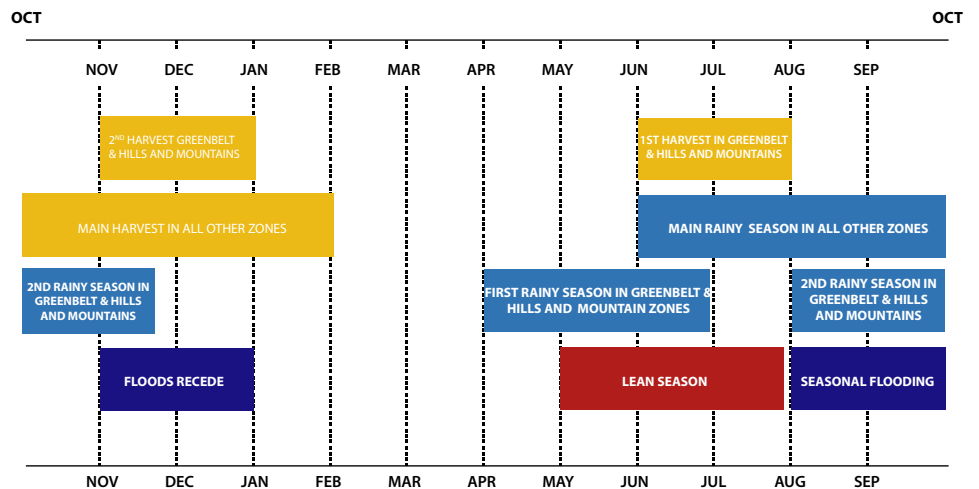 OCT OCT
NOV DEC JAN FEB MAR APR MAY JUN JUL AUG SEP
2ND HARVEST GREENBELT
& HILLS AND MOUNTAINS
1ST HARVEST IN GREENBELT
& HILLS AND MOUNTAINS
MAIN HARVEST IN ALL OTHER ZONES
MAIN RAINY SEASON IN ALL OTHER ZONES
2ND RAINY SEASON IN
GREENBELT & HILLS
AND MOUNTAINS
FIRST RAINY SEASON IN GREENBELT &
HILLS AND MOUNTAIN ZONES
2ND RAINY SEASON IN
GREENBELT & HILLS
AND MOUNTAINS
FLOODS RECEDE
LEAN SEASON
SEASONAL FLOODING
NOV DEC JAN FEB MAR APR MAY JUN JUL AUG SEP